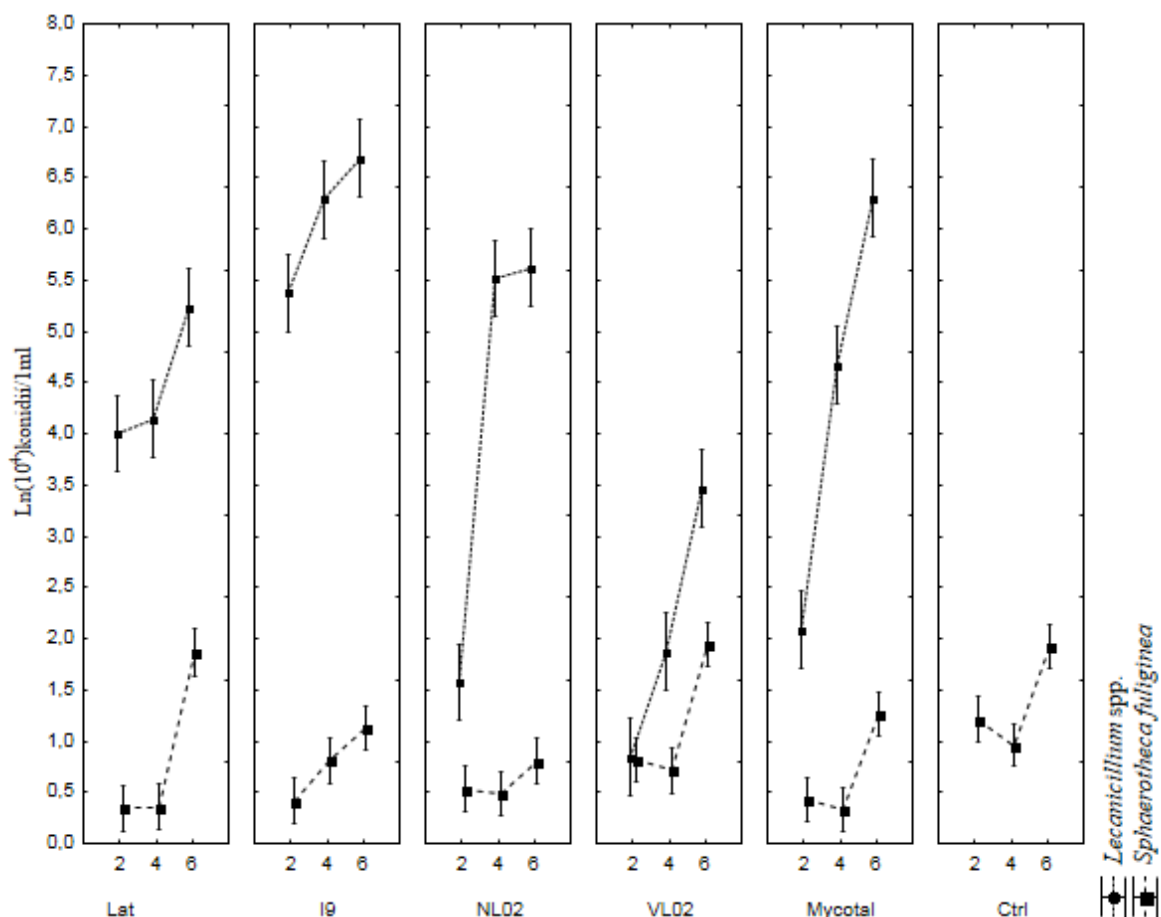 8,0
7,5
7,0
6,5
6,0
5,5
5,0
4,5
4,0
3,5
3,0
2,5
2,0
1,5
1,0
0,5
0,0
Ln(10⁴)konidií/1ml
2 4 6
2 4 6
2 4 6
2 4 6
2 4 6
2 4 6
Lat
I9
NL02
VL02
Mycotal
Ctrl
Lecanicillium spp.
Sphaerotheca fuliginea